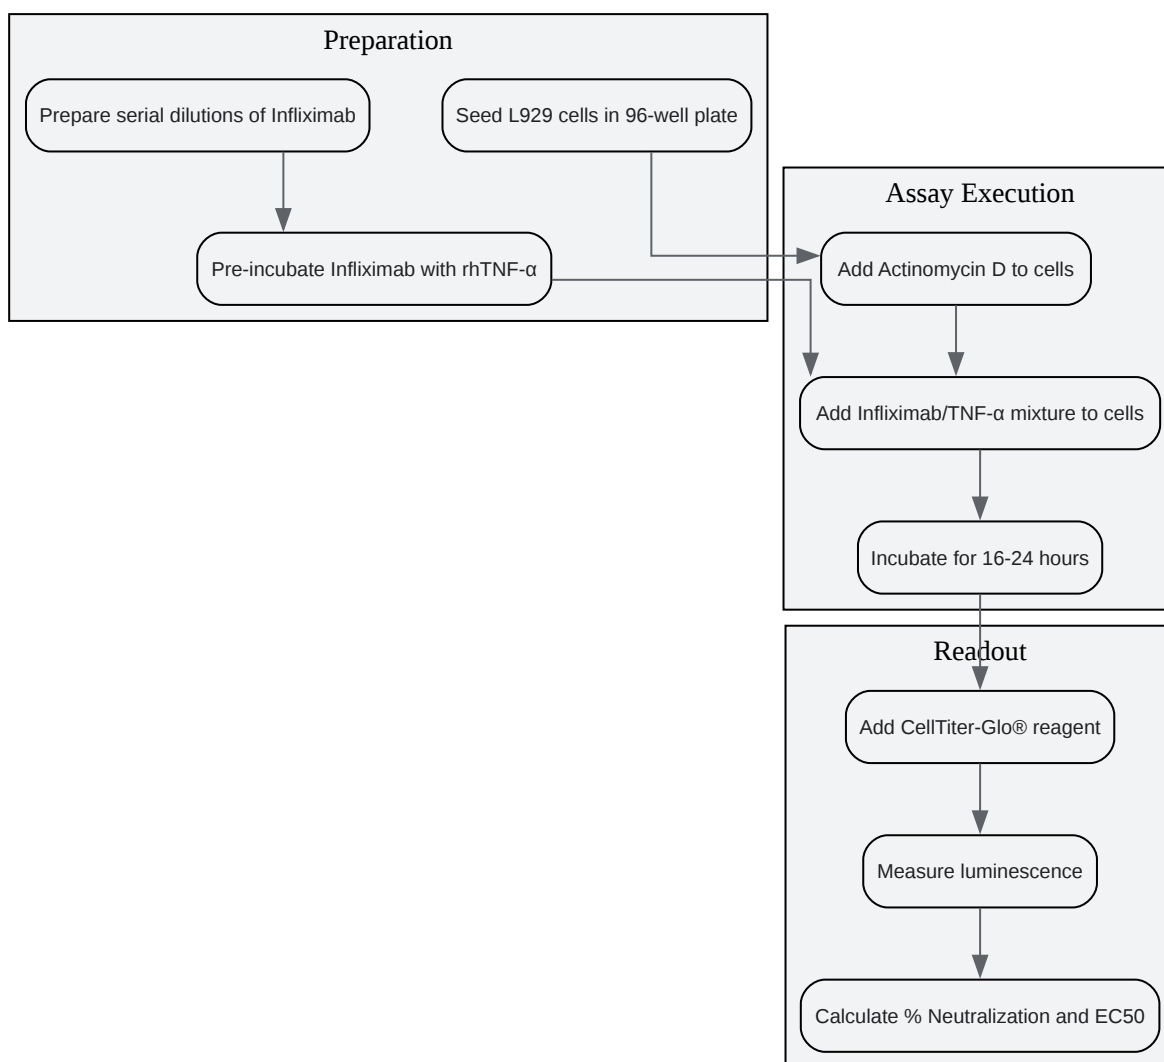 Preparation
Prepare serial dilutions of Infliximab
Seed L929 cells in 96-well plate
Pre-incubate Infliximab with rhTNF-α
Assay Execution
Add Actinomycin D to cells
Add Infliximab/TNF-α mixture to cells
Incubate for 16-24 hours
Readout
Add CellTiter-Glo® reagent
Measure luminescence
Calculate % Neutralization and EC50